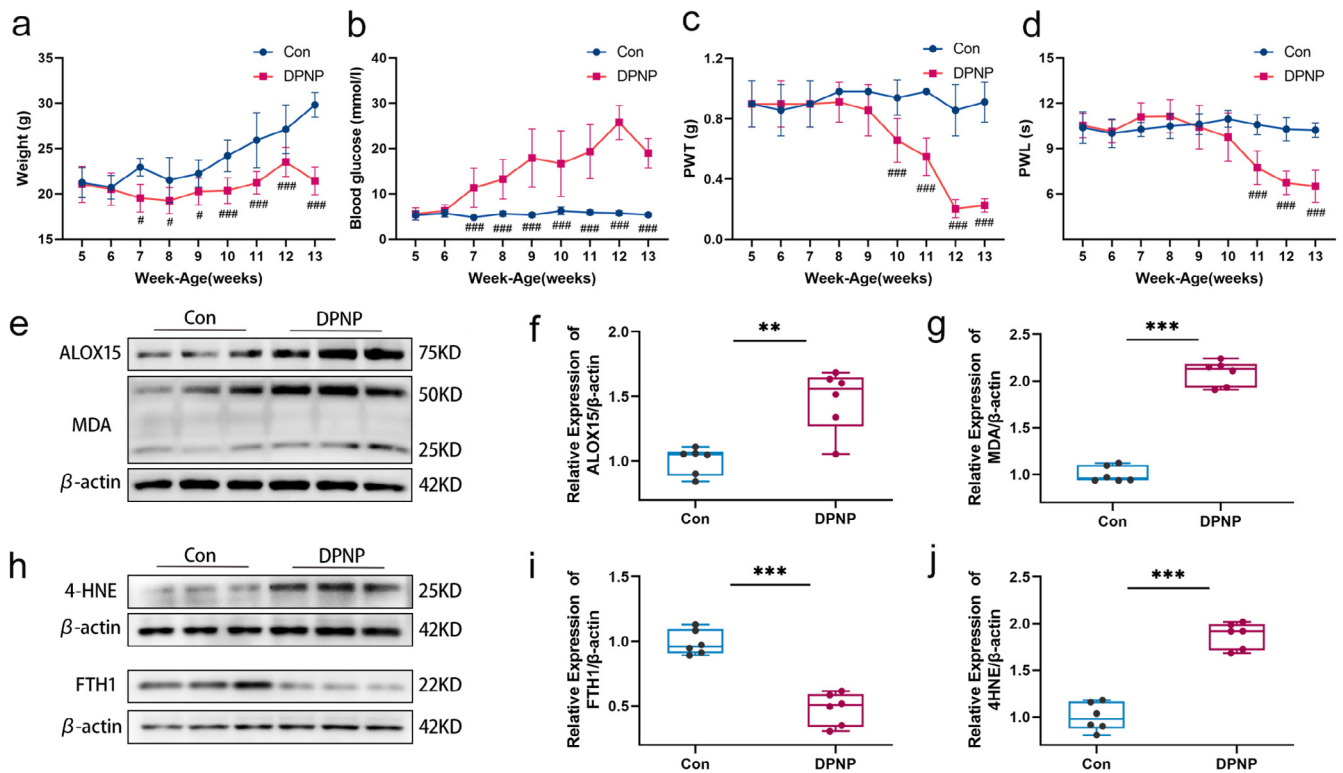 a
Con
DPNP
Weight (g)
35
30
25
20
15
5 6 7 8 9 10 11 12 13
# # # ### ### ### ###
Week-Age(weeks)
b
Con
DPNP
Blood glucose (mmol/l)
40
30
20
10
0
5 6 7 8 9 10 11 12 13
### ### ### ### ### ### ###
Week-Age(weeks)
c
Con
DPNP
PWT (g)
1.2
0.9
0.6
0.3
0.0
5 6 7 8 9 10 11 12 13
### ### ### ###
Week-Age(weeks)
d
Con
DPNP
PWL (s)
15
12
9
6
5 6 7 8 9 10 11 12 13
### ### ###
Week-Age(weeks)
e
Con DPNP
ALOX15 75KD
50KD
MDA
25KD
β-actin 42KD
f
Relative Expression of
ALOX15/β-actin
2.0
1.5
1.0
**
Con DPNP
g
Relative Expression of
MDA/β-actin
2.5
2.0
1.5
1.0
***
Con DPNP
h
Con DPNP
4-HNE 25KD
β-actin 42KD
FTH1 22KD
β-actin 42KD
i
Relative Expression of
FTH1/β-actin
1.5
1.0
0.5
***
Con DPNP
j
Relative Expression of
4HNE/β-actin
2.5
2.0
1.5
1.0
***
Con DPNP